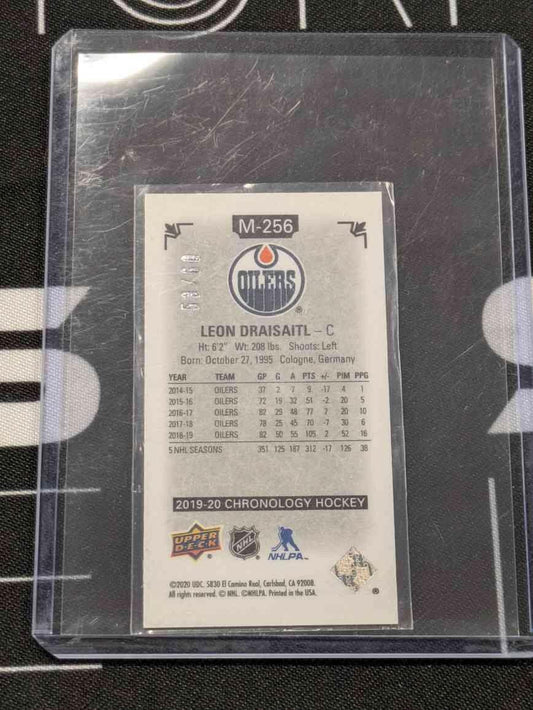 M-256
OILERS
®
LEON DRAISAITL – C
Ht: 6'2" Wt: 208 lbs. Shoots: Left
Born: October 27, 1995 Cologne, Germany
YEAR TEAM GP G A PTS +/- PIM PPG
2014-15 OILERS 37 2 7 9 -17 4 1
2015-16 OILERS 72 19 32 51 -2 20 5
2016-17 OILERS 82 29 48 77 7 20 10
2017-18 OILERS 78 25 45 70 -7 30 6
2018-19 OILERS 82 50 55 105 2 52 16
5 NHL SEASONS 351 125 187 312 -17 126 38
2019-20 CHRONOLOGY HOCKEY
UPPER DECK
NHL
NHLPA
®
©2020 UDC. 5830 El Camino Real, Carlsbad, CA 92008.
All rights reserved. © NHL. ©NHLPA. Printed in the USA.